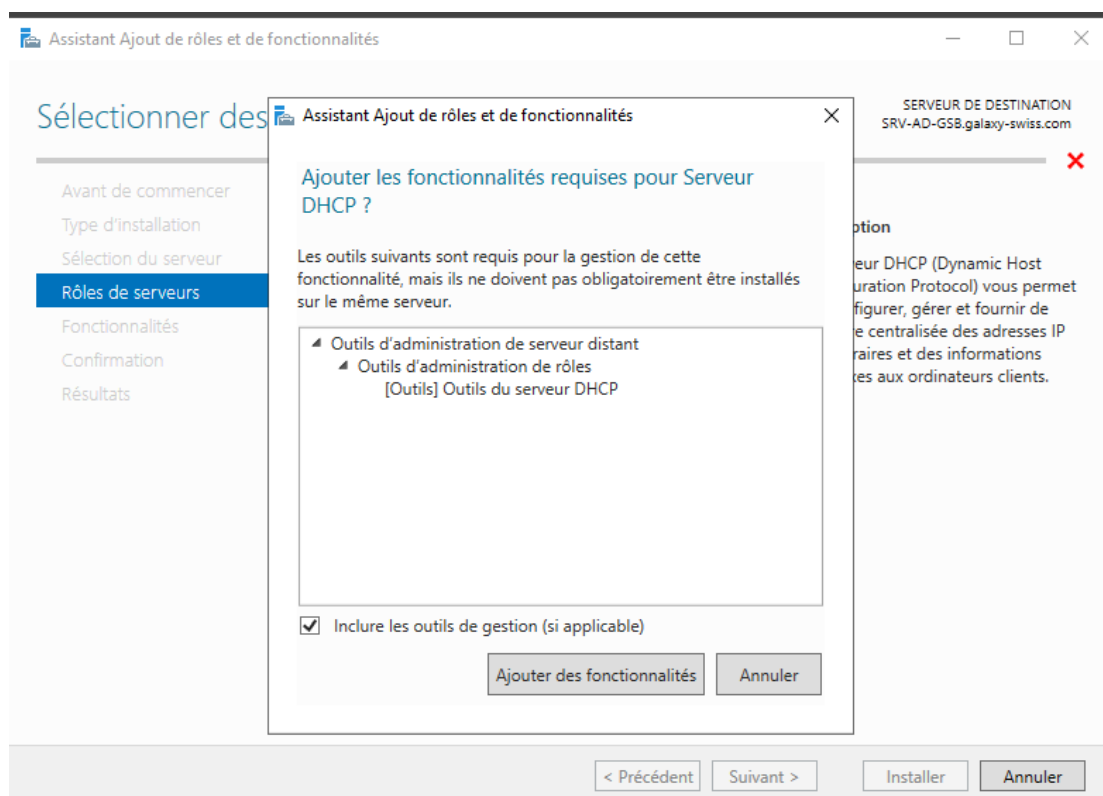 Assistant Ajout de rôles et de fonctionnalités
Sélectionner des
SERVEUR DE DESTINATION
SRV-AD-GSB.galaxy-swiss.com
Avant de commencer
Type d'installation
Sélection du serveur
Rôles de serveurs
Fonctionnalités
Confirmation
Résultats
Assistant Ajout de rôles et de fonctionnalités
Ajouter les fonctionnalités requises pour Serveur
DHCP ?
Les outils suivants sont requis pour la gestion de cette
fonctionnalité, mais ils ne doivent pas obligatoirement être installés
sur le même serveur.
Outils d'administration de serveur distant
Outils d'administration de rôles
[Outils] Outils du serveur DHCP
Inclure les outils de gestion (si applicable)
Ajouter des fonctionnalités
Annuler
ption
eur DHCP (Dynamic Host
uration Protocol) vous permet
figurer, gérer et fournir de
e centralisée des adresses IP
raires et des informations
es aux ordinateurs clients.
< Précédent
Suivant >
Installer
Annuler